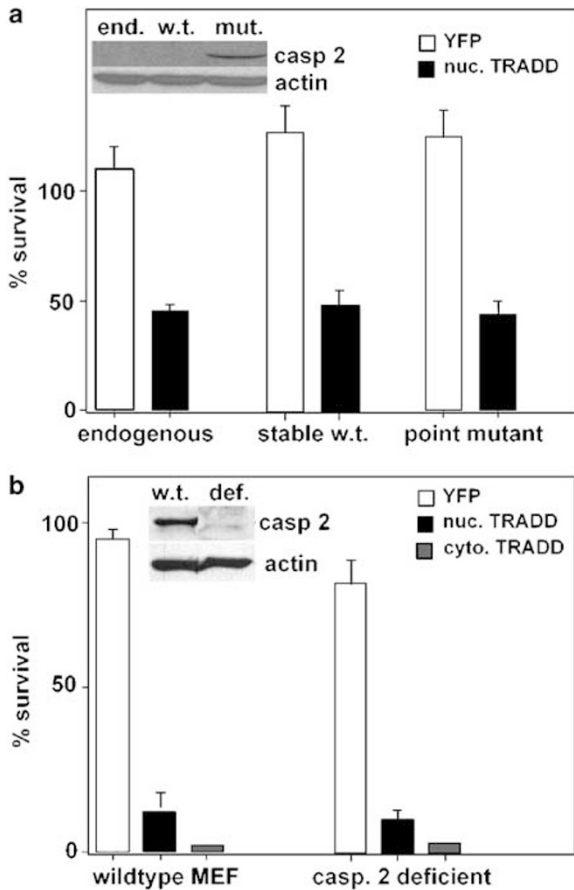 a
end. w.t. mut.
casp 2
actin
YFP
nuc. TRADD
% survival
100
50
0
endogenous stable w.t. point mutant
b
w.t. def.
casp 2
actin
YFP
nuc. TRADD
cyto. TRADD
% survival
100
50
0
wildtype MEF casp. 2 deficient